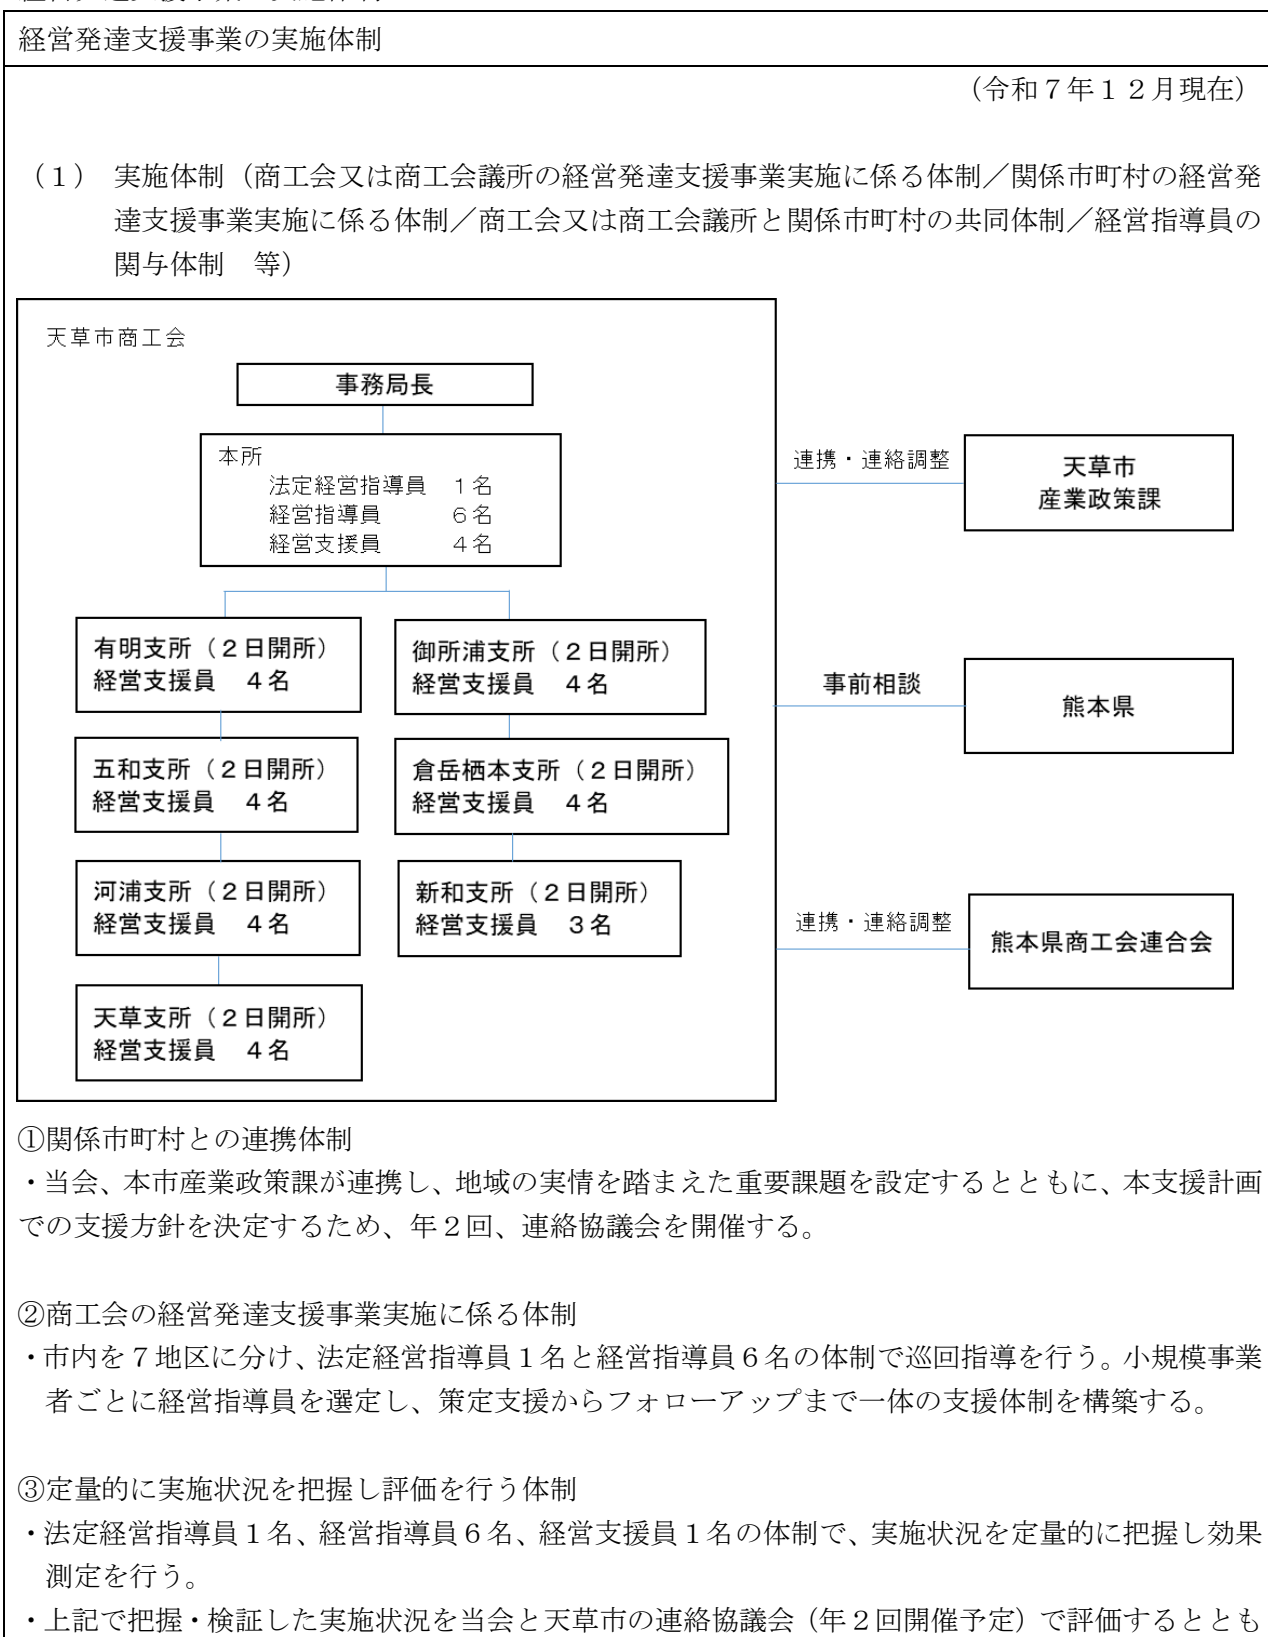 経営発達支援事業の実施体制
（令和７年１２月現在）
（１） 実施体制（商工会又は商工会議所の経営発達支援事業実施に係る体制／関係市町村の経営発
達支援事業実施に係る体制／商工会又は商工会議所と関係市町村の共同体制／経営指導員の
関与体制　等）
天草市商工会
事務局長
本所
法定経営指導員　１名
経営指導員　６名
経営支援員　４名
連携・連絡調整
天草市
産業政策課
有明支所（２日開所）
経営支援員　４名
御所浦支所（２日開所）
経営支援員　４名
事前相談
熊本県
五和支所（２日開所）
経営支援員　４名
倉岳栖本支所（２日開所）
経営支援員　４名
河浦支所（２日開所）
経営支援員　４名
新和支所（２日開所）
経営支援員　３名
連携・連絡調整
熊本県商工会連合会
天草支所（２日開所）
経営支援員　４名
①関係市町村との連携体制
・当会、本市産業政策課が連携し、地域の実情を踏まえた重要課題を設定するとともに、本支援計画
での支援方針を決定するため、年２回、連絡協議会を開催する。
②商工会の経営発達支援事業実施に係る体制
・市内を７地区に分け、法定経営指導員１名と経営指導員６名の体制で巡回指導を行う。小規模事業
者ごとに経営指導員を選定し、策定支援からフォローアップまで一体の支援体制を構築する。
③定量的に実施状況を把握し評価を行う体制
・法定経営指導員１名、経営指導員６名、経営支援員１名の体制で、実施状況を定量的に把握し効果
測定を行う。
・上記で把握・検証した実施状況を当会と天草市の連絡協議会（年２回開催予定）で評価するととも